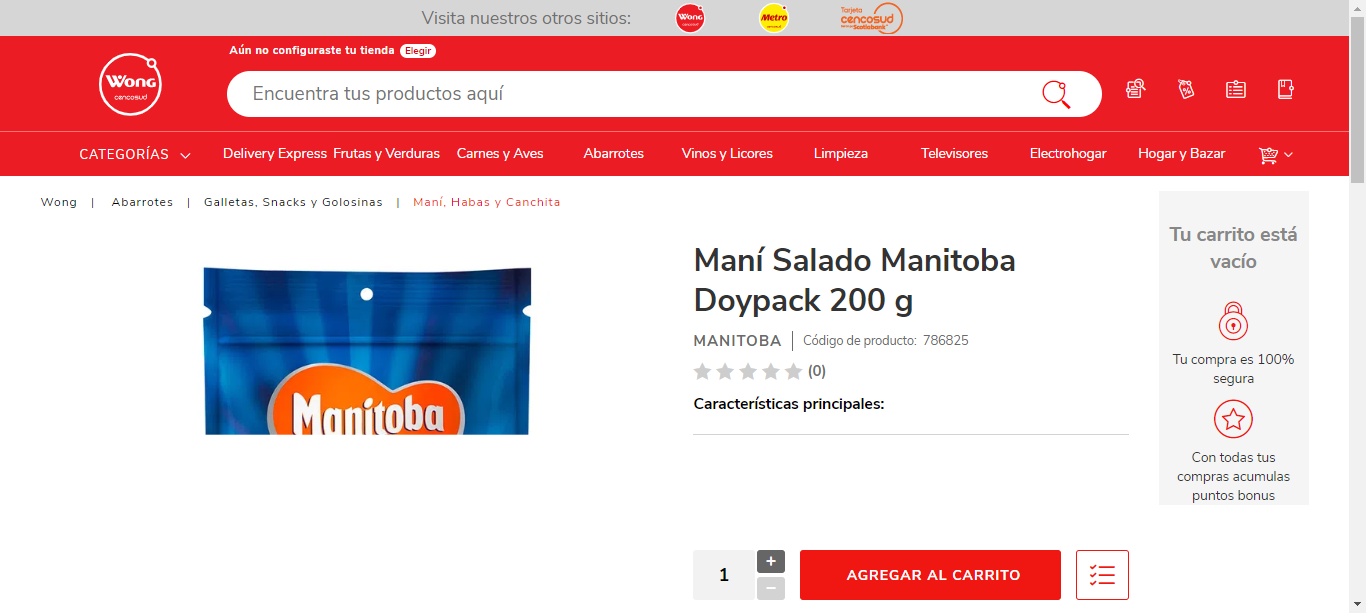 Visita nuestros otros sitios:
Wong
cencosud
Metro
cencosud
Tarjeta
cencosud
Scotiabank
Aún no configuraste tu tienda Elegir
Wong
cencosud
Encuentra tus productos aquí
CATEGORÍAS Delivery Express Frutas y Verduras Carnes y Aves Abarrotes Vinos y Licores Limpieza Televisores Electrohogar Hogar y Bazar
Wong | Abarrotes | Galletas, Snacks y Golosinas | Maní, Habas y Canchita
Manitoba
Maní Salado Manitoba
Doypack 200 g
MANITOBA Código de producto: 786825
(0)
Características principales:
1 + −
AGREGAR AL CARRITO
Tu carrito está
vacío
Tu compra es 100%
segura
Con todas tus
compras acumulas
puntos bonus